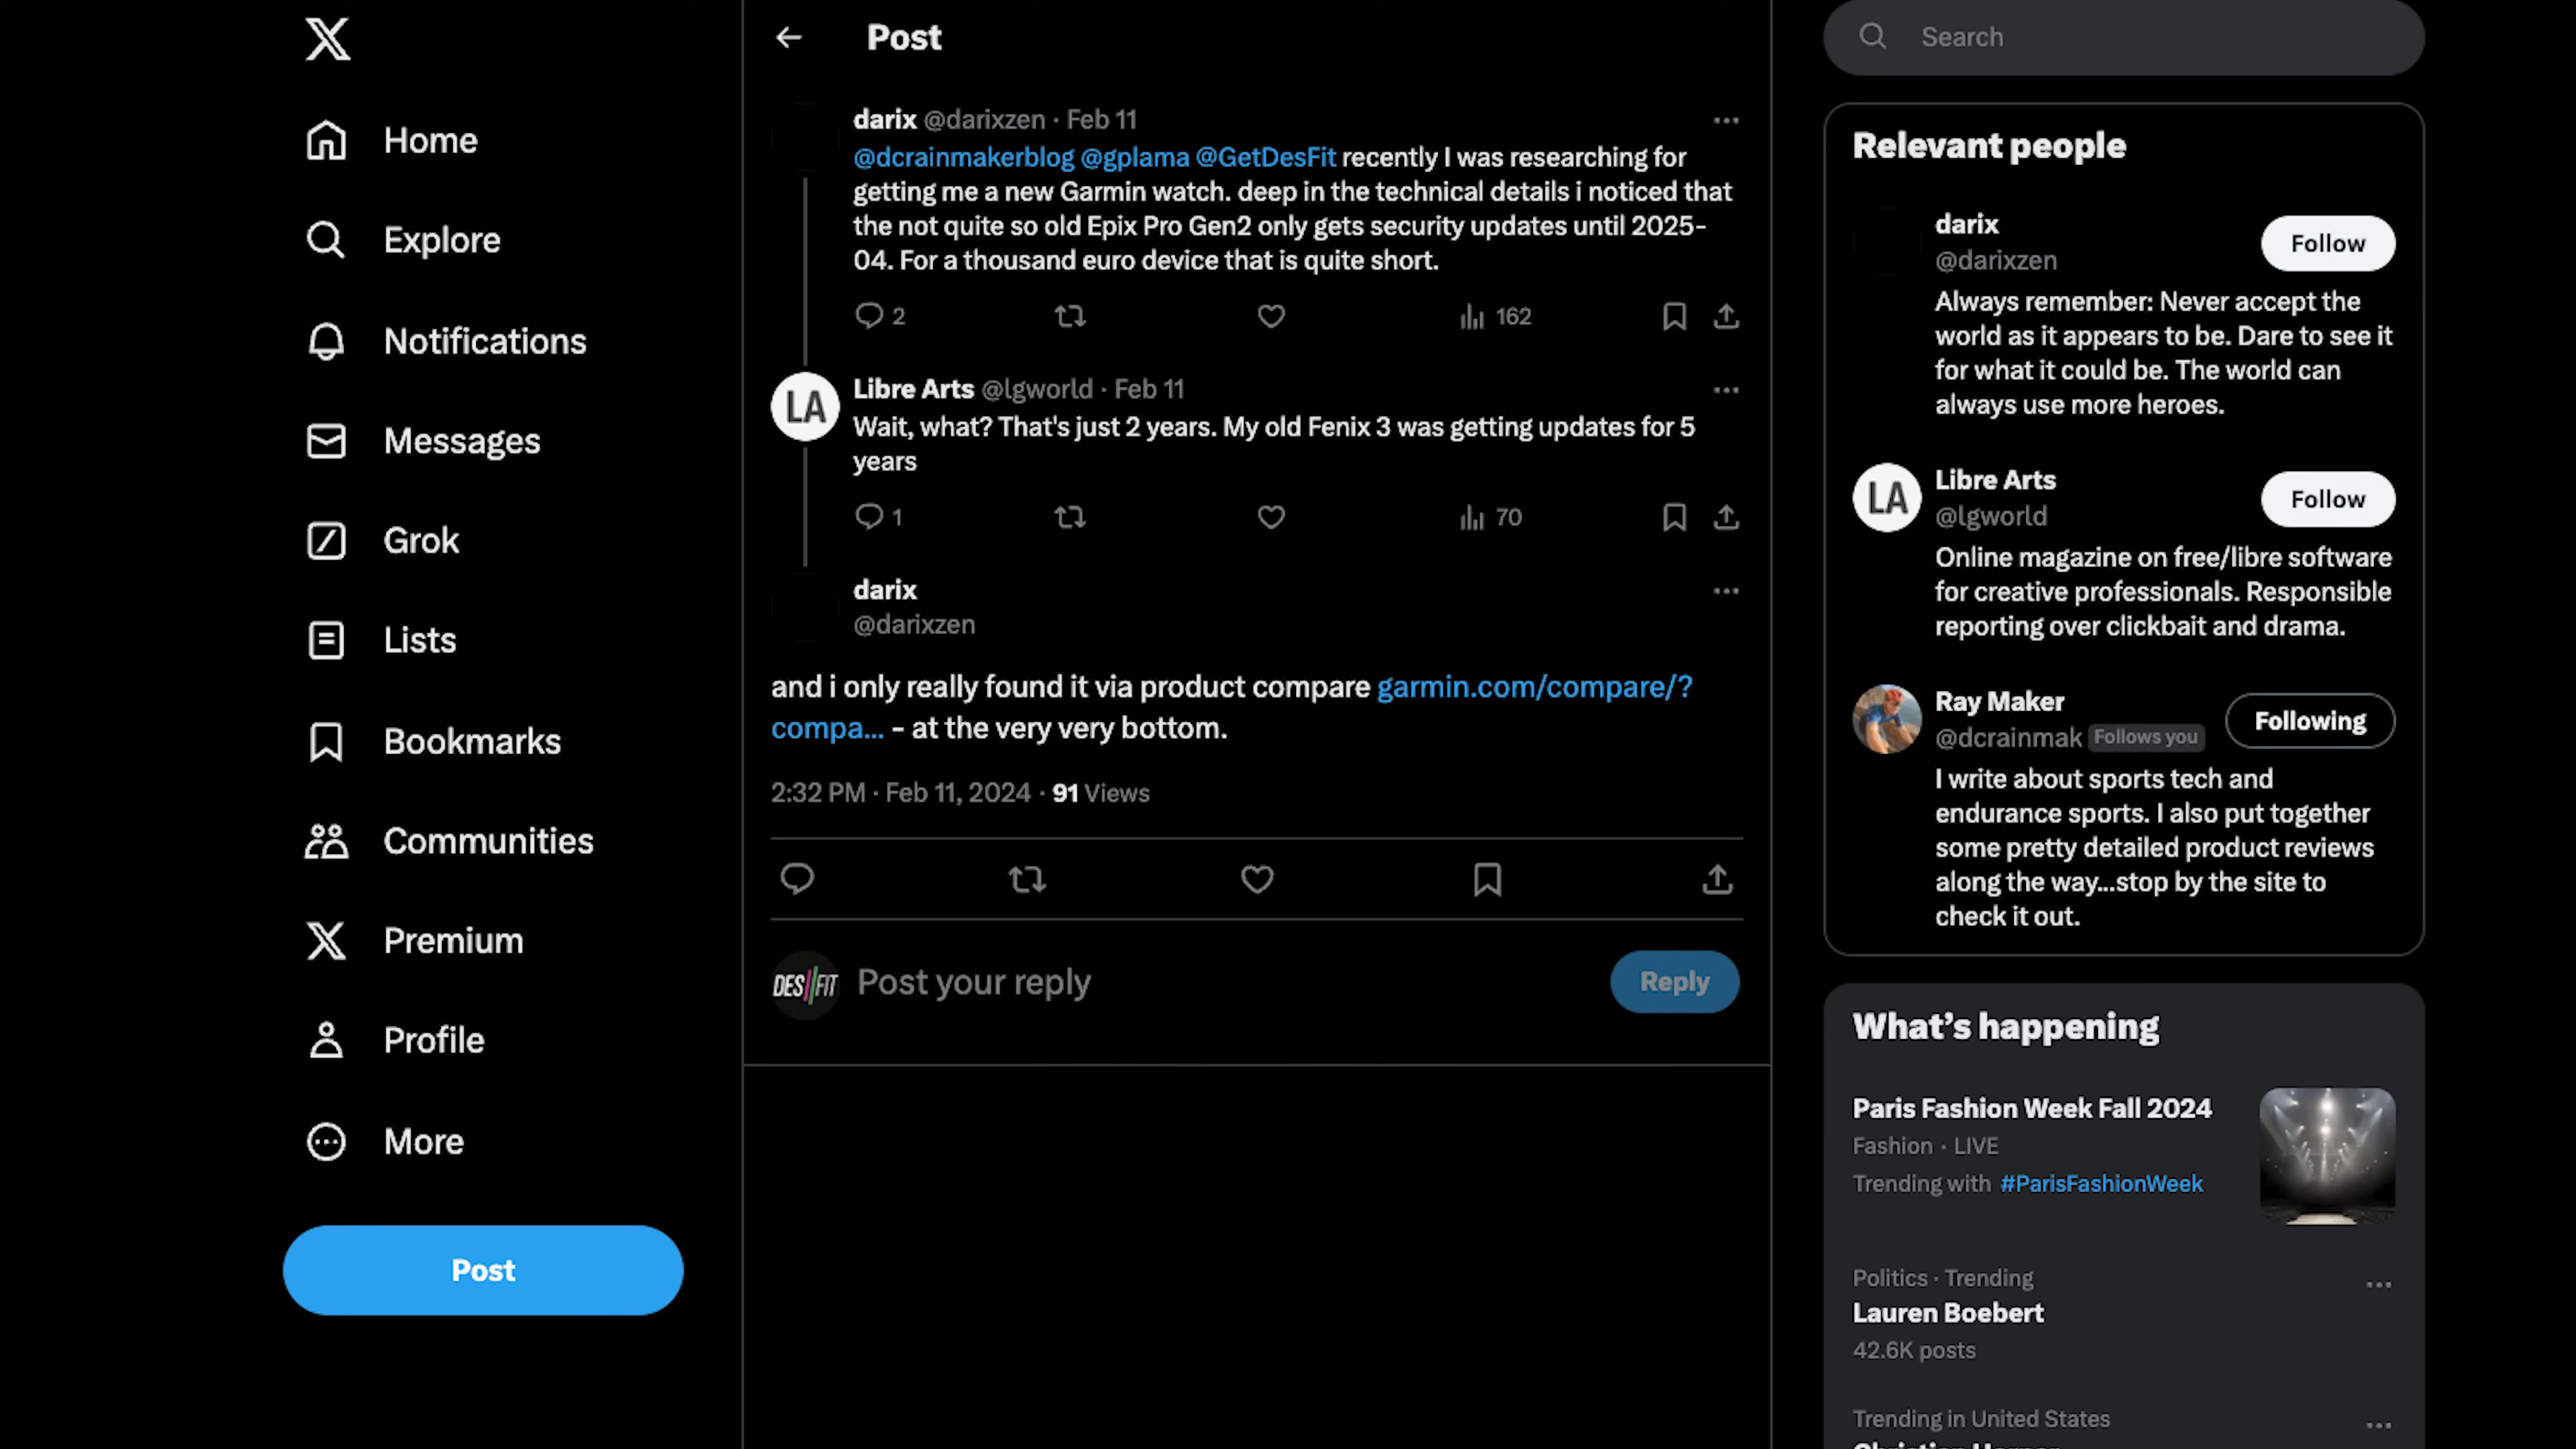 Home
Explore
Notifications
Messages
Grok
Lists
Bookmarks
Communities
Premium
Profile
More
Post
Post
darix @darixzen · Feb 11
@dcrainmakerblog @gplama @GetDesFit recently I was researching for
getting me a new Garmin watch. deep in the technical details i noticed that
the not quite so old Epix Pro Gen2 only gets security updates until 2025-
04. For a thousand euro device that is quite short.
2
162
LA
Libre Arts @lgworld · Feb 11
Wait, what? That's just 2 years. My old Fenix 3 was getting updates for 5
years
1
70
darix
@darixzen
and i only really found it via product compare garmin.com/compare/?
compa... - at the very very bottom.
2:32 PM · Feb 11, 2024 · 91 Views
DES//FIT
Post your reply
Reply
Search
Relevant people
darix
@darixzen
Follow
Always remember: Never accept the
world as it appears to be. Dare to see it
for what it could be. The world can
always use more heroes.
LA
Libre Arts
@lgworld
Follow
Online magazine on free/libre software
for creative professionals. Responsible
reporting over clickbait and drama.
Ray Maker
@dcrainmak Follows you
Following
I write about sports tech and
endurance sports. I also put together
some pretty detailed product reviews
along the way...stop by the site to
check it out.
What's happening
Paris Fashion Week Fall 2024
Fashion · LIVE
Trending with #ParisFashionWeek
Politics · Trending
Lauren Boebert
42.6K posts
Trending in United States